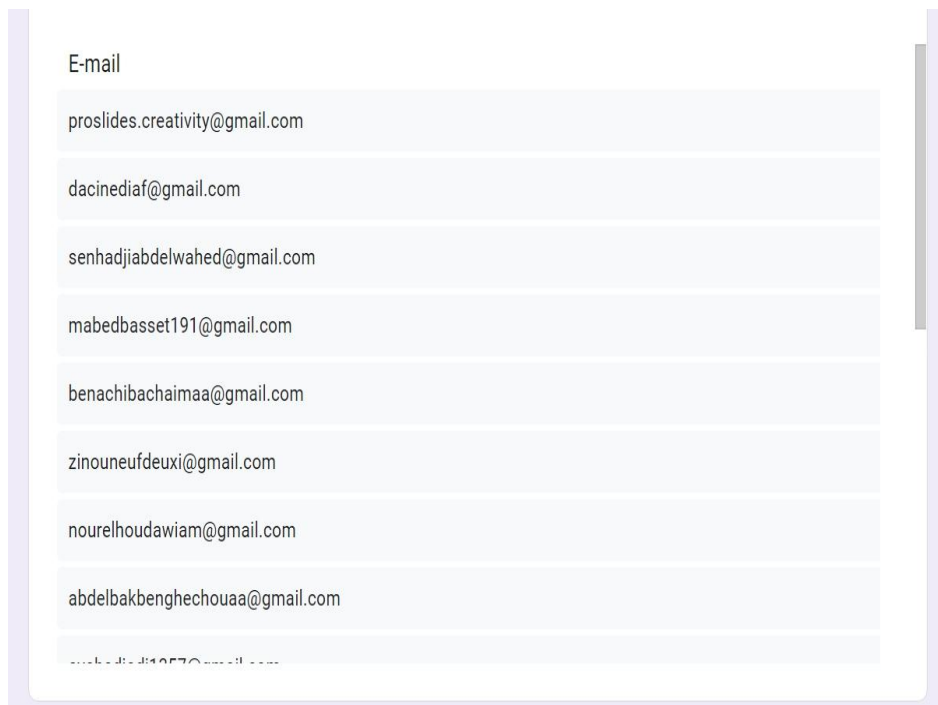 E-mail
proslides.creativity@gmail.com
dacinediaf@gmail.com
senhadjiabdelwahed@gmail.com
mabedbasset191@gmail.com
benachibachaimaa@gmail.com
zinouneufdeuxi@gmail.com
nourelhoudawiam@gmail.com
abdelbakbenghechouaa@gmail.com